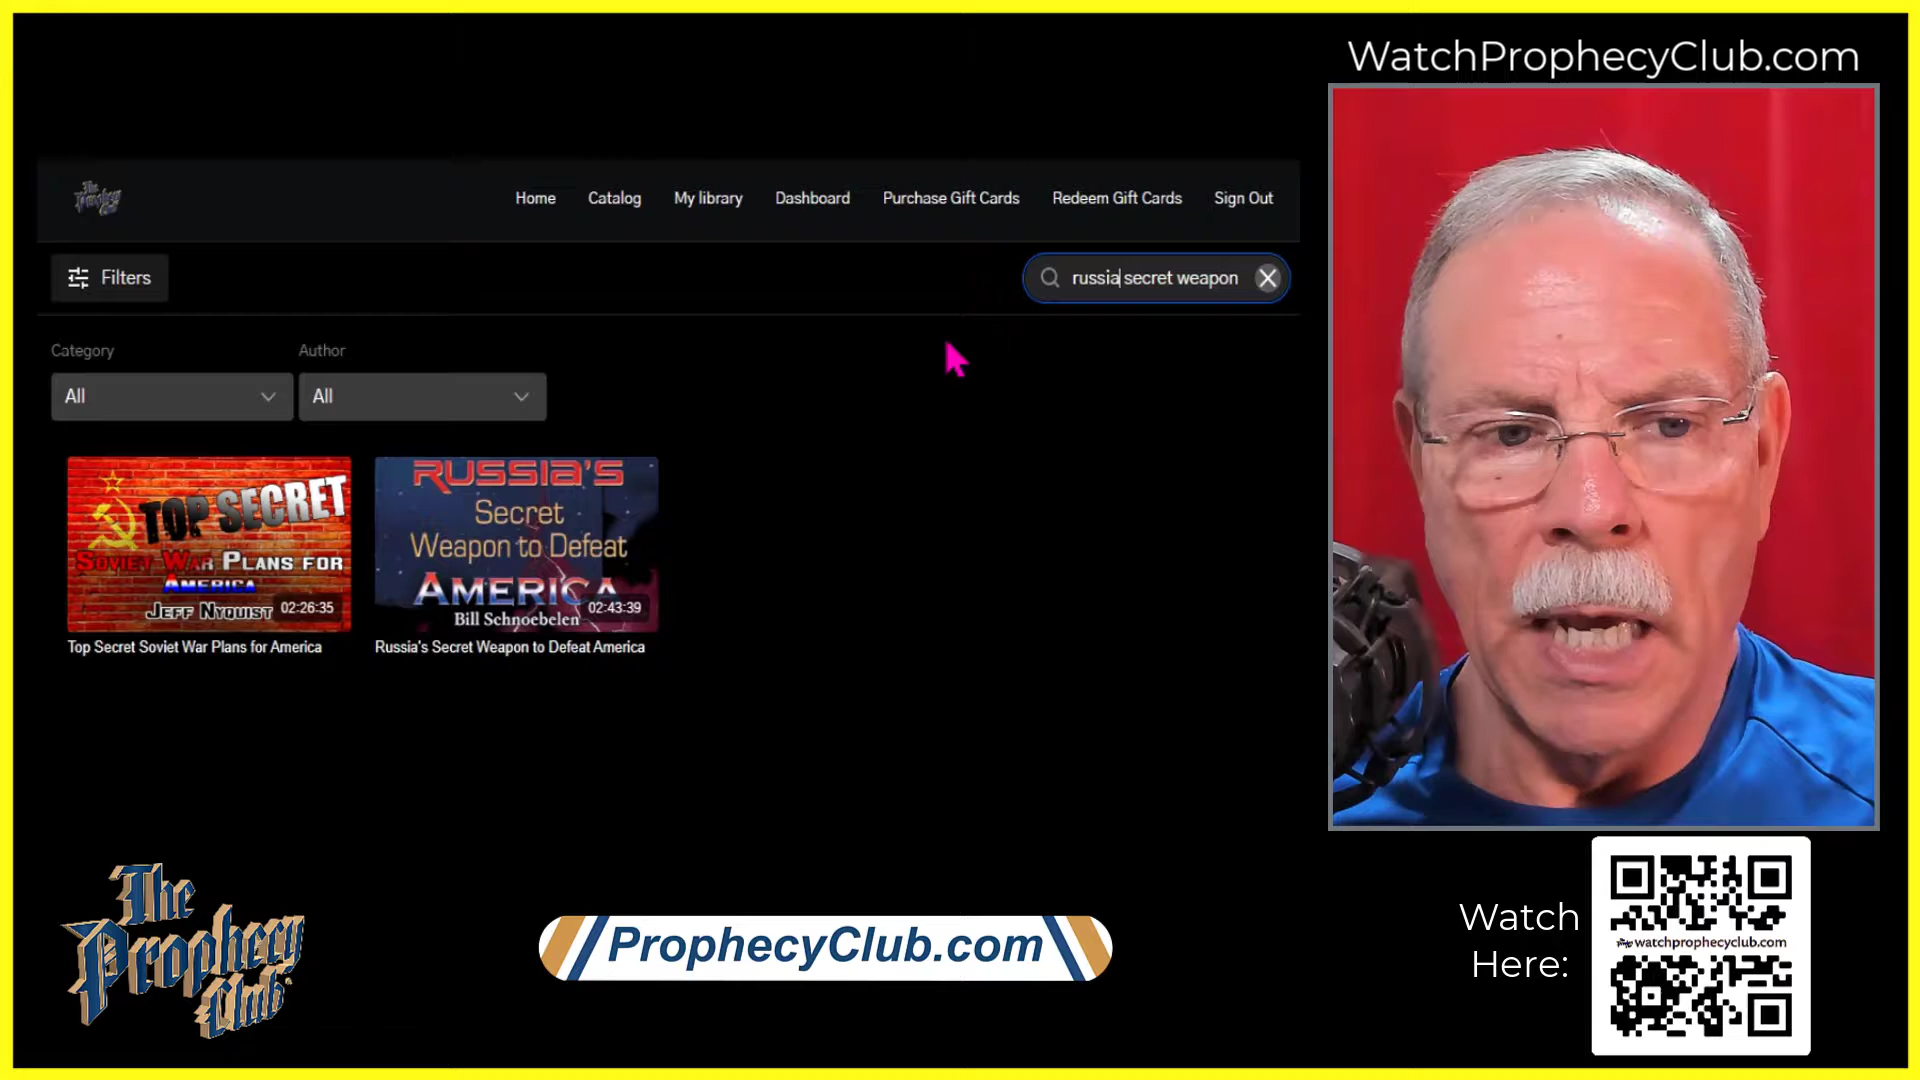 WatchProphecyClub.com
The Prophecy Club
Home Catalog My library Dashboard Purchase Gift Cards Redeem Gift Cards Sign Out
Filters
russia secret weapon
Category Author
All All
TOP SECRET
SOVIET WAR PLANS FOR
AMERICA
JEFF NYQUIST 02:26:35
Top Secret Soviet War Plans for America
RUSSIA'S
Secret
Weapon to Defeat
AMERICA
02:43:39
Bill Schnoebelen
Russia's Secret Weapon to Defeat America
The
Prophecy
Club
ProphecyClub.com
Watch
Here:
watchprophecyclub.com